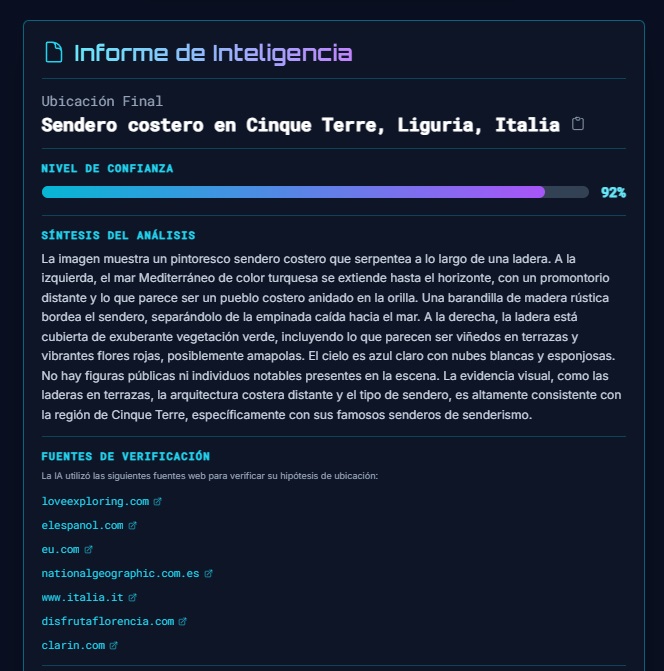 Informe de Inteligencia
Ubicación Final
Sendero costero en Cinque Terre, Liguria, Italia
NIVEL DE CONFIANZA
92%
SÍNTESIS DEL ANÁLISIS
La imagen muestra un pintoresco sendero costero que serpentea a lo largo de una ladera. A la
izquierda, el mar Mediterráneo de color turquesa se extiende hasta el horizonte, con un promontorio
distante y lo que parece ser un pueblo costero anidado en la orilla. Una barandilla de madera rústica
bordea el sendero, separándolo de la empinada caída hacia el mar. A la derecha, la ladera está
cubierta de exuberante vegetación verde, incluyendo lo que parecen ser viñedos en terrazas y
vibrantes flores rojas, posiblemente amapolas. El cielo es azul claro con nubes blancas y esponjosas.
No hay figuras públicas ni individuos notables presentes en la escena. La evidencia visual, como las
laderas en terrazas, la arquitectura costera distante y el tipo de sendero, es altamente consistente con
la región de Cinque Terre, específicamente con sus famosos senderos de senderismo.
FUENTES DE VERIFICACIÓN
La IA utilizó las siguientes fuentes web para verificar su hipótesis de ubicación:
loveexploring.com
elespanol.com
eu.com
nationalgeographic.com.es
www.italia.it
disfrutaflorencia.com
clarin.com